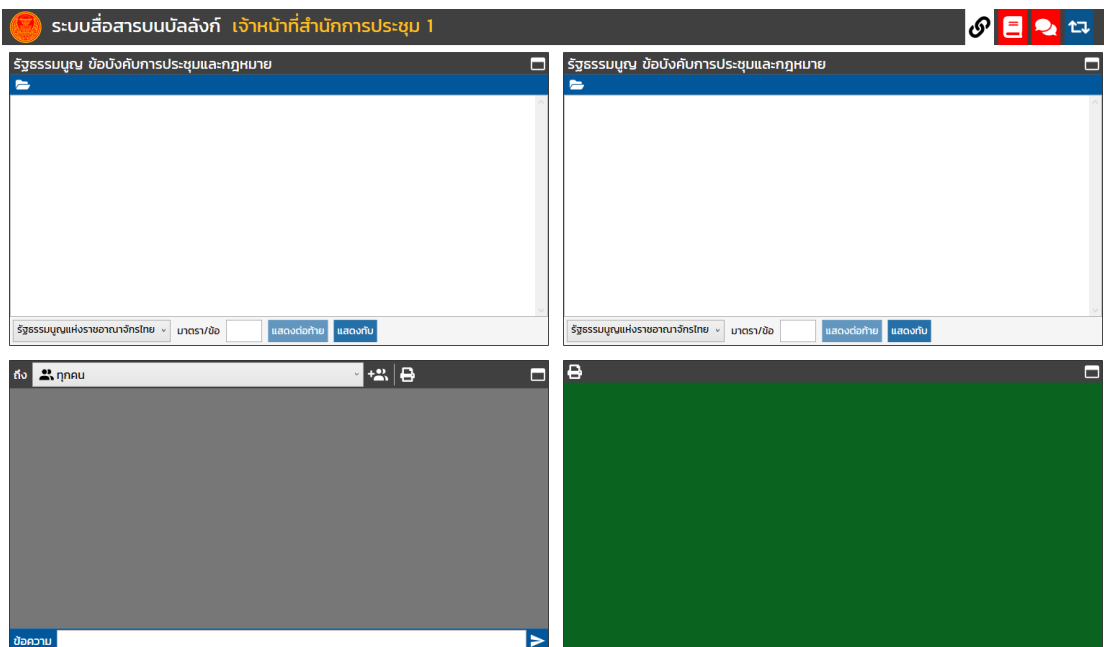 ระบบสื่อสารบนบัลลังก์ เจ้าหน้าที่สำนักการประชุม 1
รัฐธรรมนูญ ข้อบังคับการประชุมและกฎหมาย
รัฐธรรมนูญแห่งราชอาณาจักรไทย มาตรา/ข้อ แสดงต่อท้าย แสดงทับ
รัฐธรรมนูญ ข้อบังคับการประชุมและกฎหมาย
รัฐธรรมนูญแห่งราชอาณาจักรไทย มาตรา/ข้อ แสดงต่อท้าย แสดงทับ
ถึง ทุกคน
ข้อความ